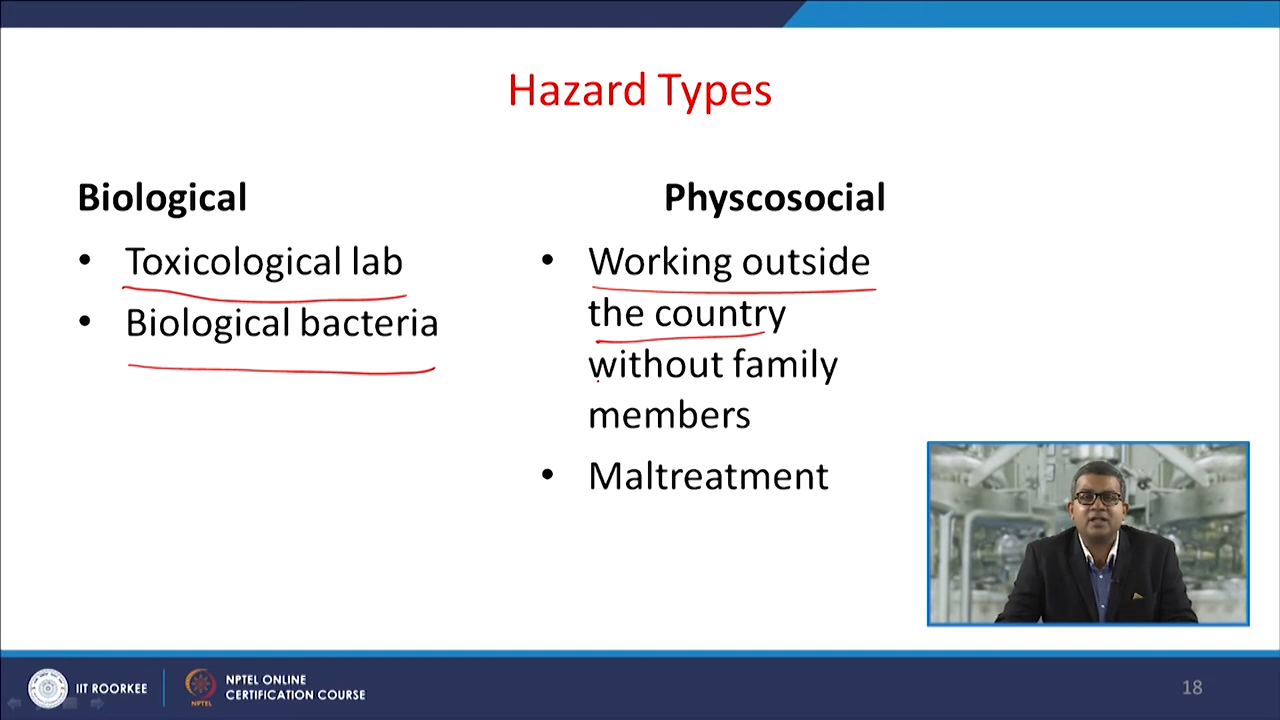 Hazard Types
Biological
• Toxicological lab
• Biological bacteria
Physcosocial
• Working outside
the country
without family
members
• Maltreatment
IIT ROORKEE
NPTEL
NPTEL ONLINE
CERTIFICATION COURSE
18